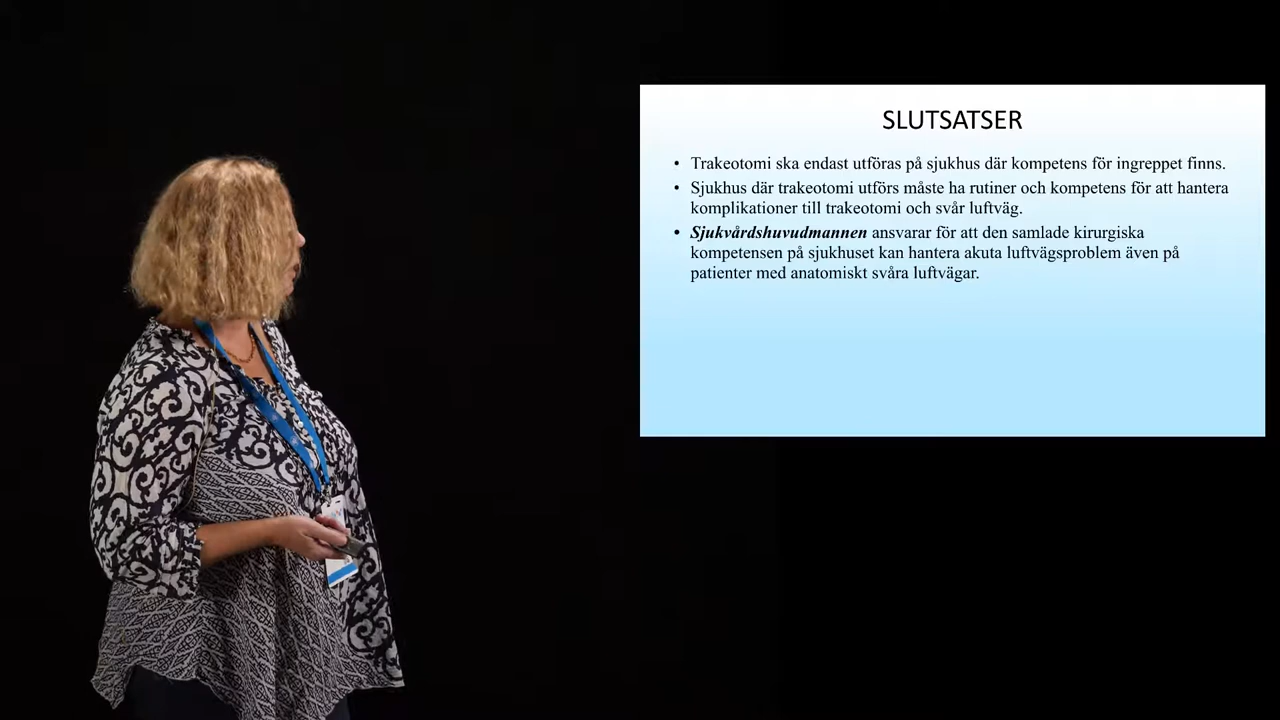 SLUTSATSER
• Trakeotomi ska endast utföras på sjukhus där kompetens för ingreppet finns.
• Sjukhus där trakeotomi utförs måste ha rutiner och kompetens för att hantera
komplikationer till trakeotomi och svår luftväg.
• Sjukvårdshuvudmannen ansvarar för att den samlade kirurgiska
kompetensen på sjukhuset kan hantera akuta luftvägsproblem även på
patienter med anatomiskt svåra luftvägar.